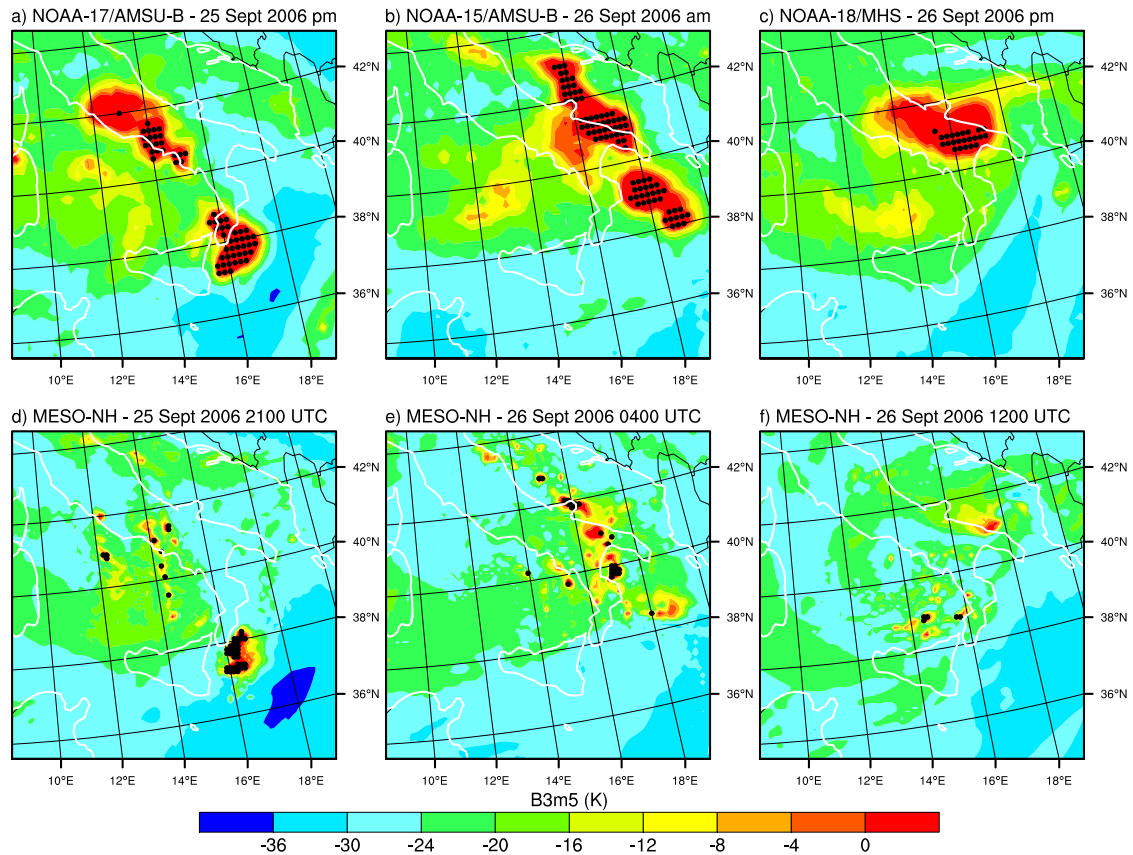 a) NOAA-17/AMSU-B - 25 Sept 2006 pm
b) NOAA-15/AMSU-B - 26 Sept 2006 am
c) NOAA-18/MHS - 26 Sept 2006 pm
42°N
40°N
38°N
36°N
42°N
40°N
38°N
36°N
42°N
40°N
38°N
36°N
10°E 12°E 14°E 16°E
10°E 12°E 14°E 16°E 18°E
10°E 12°E 14°E 16°E 18°E
d) MESO-NH - 25 Sept 2006 2100 UTC
e) MESO-NH - 26 Sept 2006 0400 UTC
f) MESO-NH - 26 Sept 2006 1200 UTC
42°N
40°N
38°N
36°N
42°N
40°N
38°N
36°N
42°N
40°N
38°N
36°N
10°E 12°E 14°E 16°E 18°E
10°E 12°E 14°E 16°E 18°E
10°E 12°E 14°E 16°E 18°E
B3m5 (K)
-36 -30 -24 -20 -16 -12 -8 -4 0